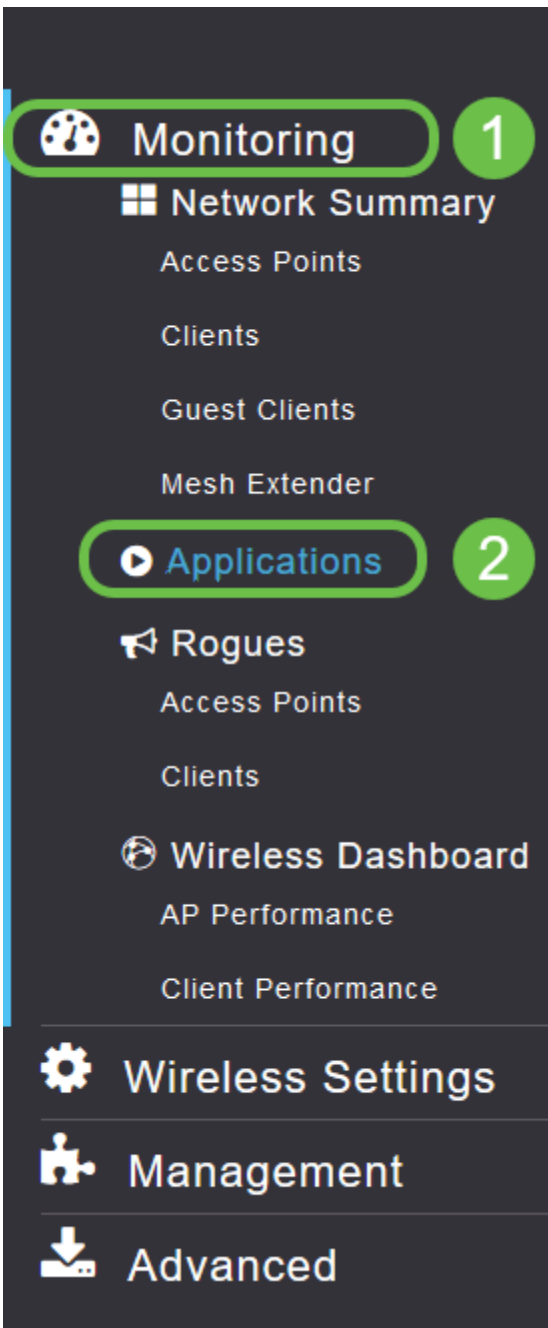 Monitoring 1
Network Summary
Access Points
Clients
Guest Clients
Mesh Extender
Applications 2
Rogues
Access Points
Clients
Wireless Dashboard
AP Performance
Client Performance
Wireless Settings
Management
Advanced